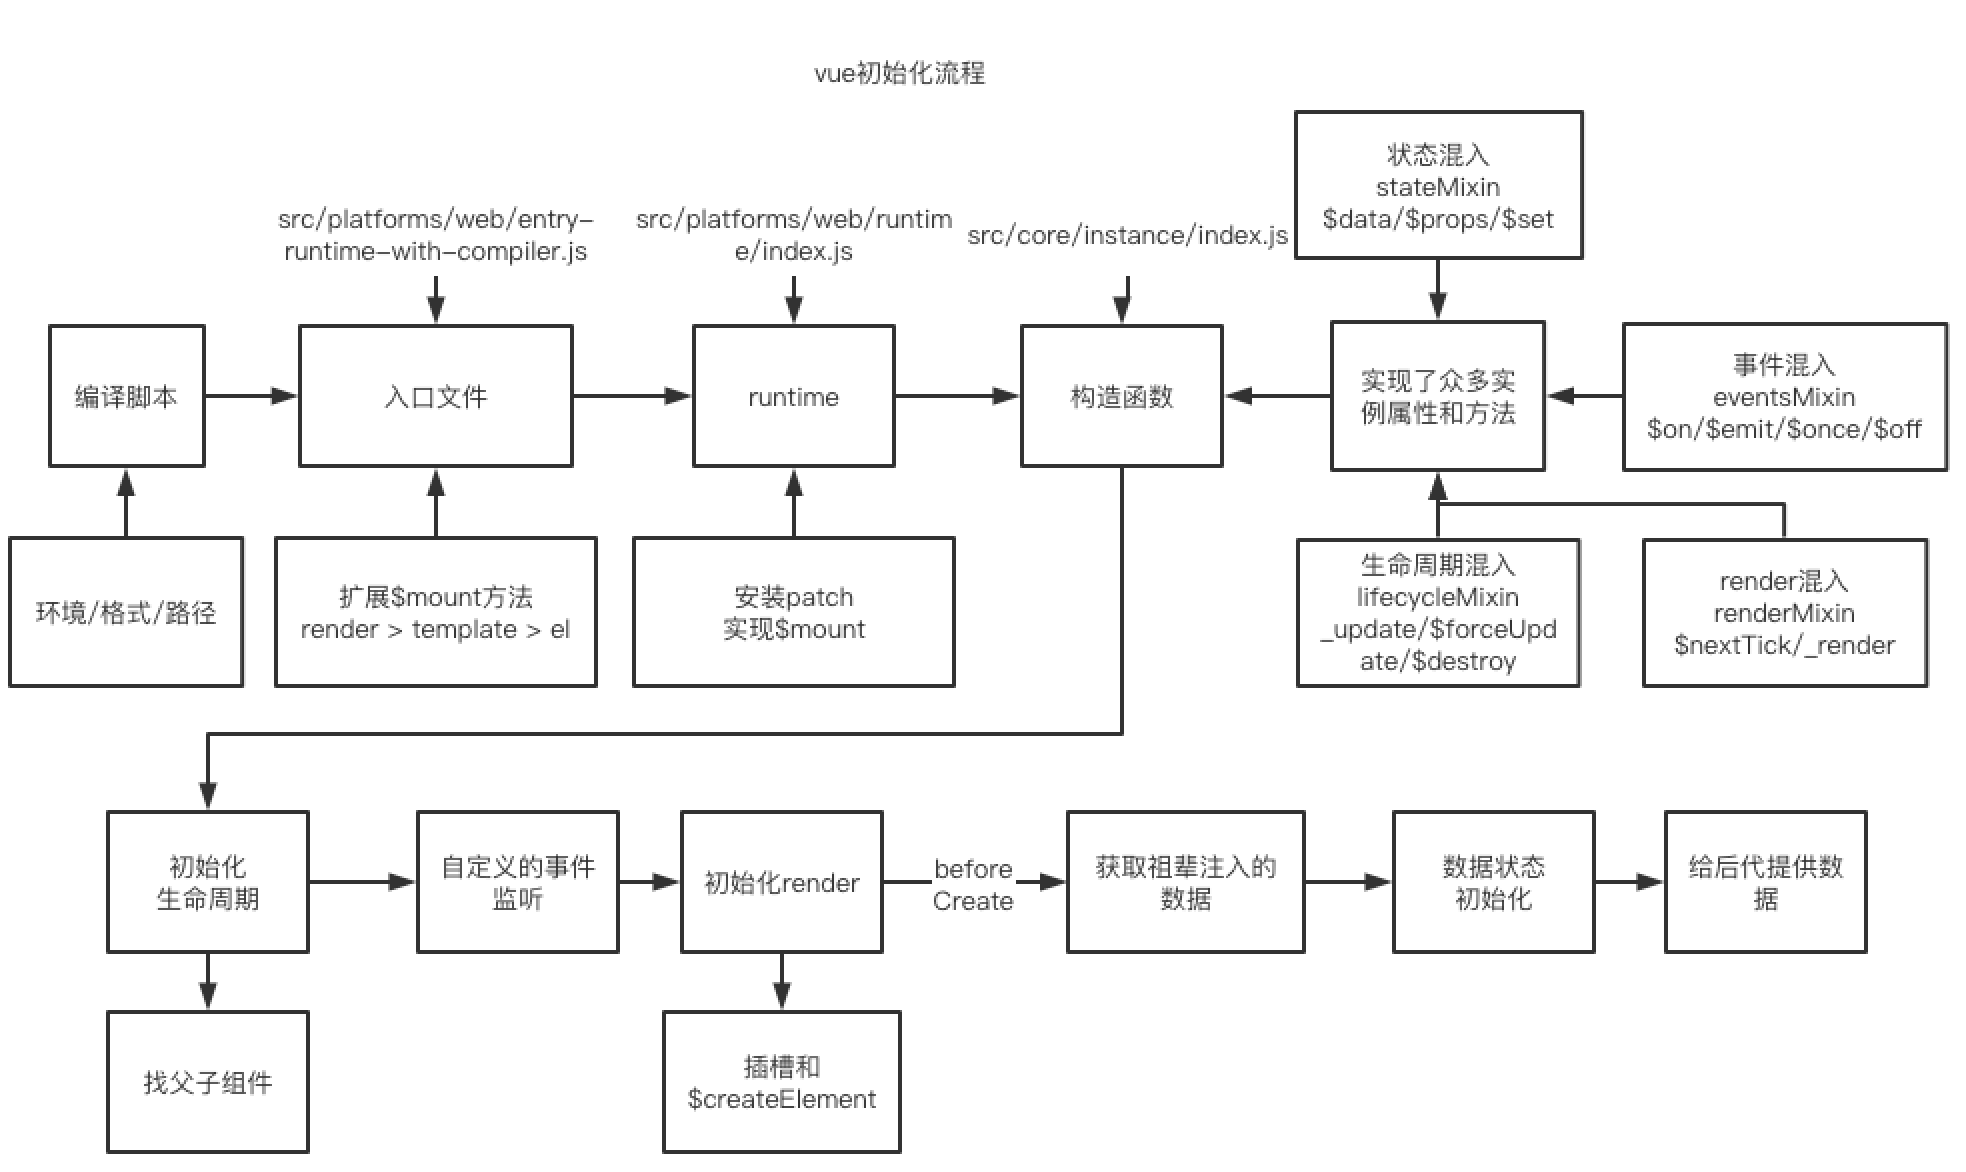 vue初始化流程
状态混入
stateMixin
$data/$props/$set
src/platforms/web/entry-
runtime-with-compiler.js
src/platforms/web/runtim
e/index.js
src/core/instance/index.js
编译脚本
入口文件
runtime
构造函数
实现了众多实
例属性和方法
事件混入
eventsMixin
$on/$emit/$once/$off
环境/格式/路径
扩展$mount方法
render > template > el
安装patch
实现$mount
生命周期混入
lifecycleMixin
_update/$forceUpd
ate/$destroy
render混入
renderMixin
$nextTick/_render
初始化
生命周期
自定义的事件
监听
初始化render
before
Create
获取祖辈注入的
数据
数据状态
初始化
给后代提供数
据
找父子组件
插槽和
$createElement